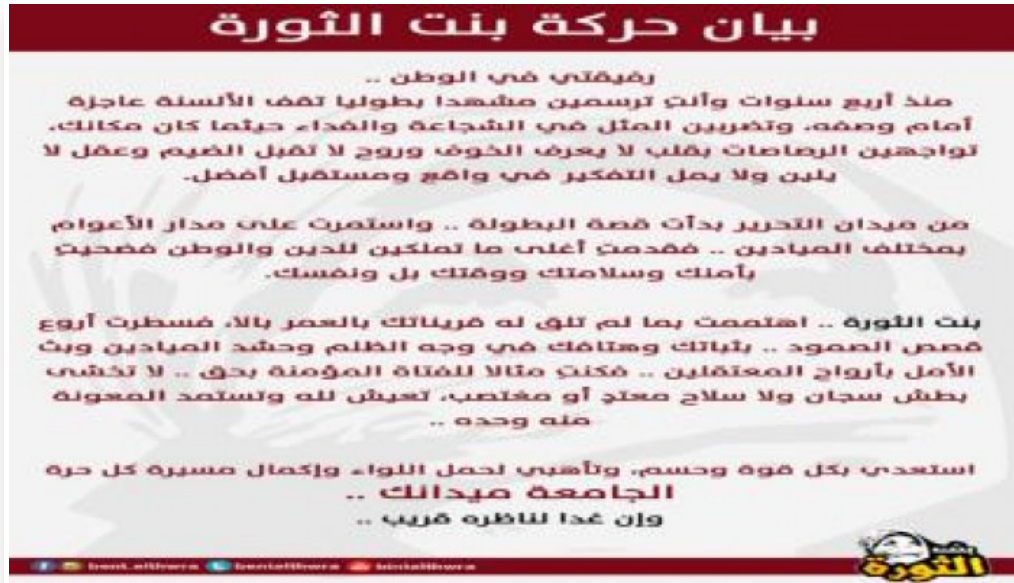 بيان حركة بنت الثورة
رفيقتي في الوطن ..
منذ أربع سنوات وأنتِ ترسمين مشهدا بطوليا تقف الألسنة عاجزة
أمام وصفه، وتضربين المثل في الشجاعة والفداء حيثما كان مكانك،
تواجهين الرصاصات بقلب لا يعرف الخوف وروح لا تقبل الضيم وعقل لا
يلين ولا يمل التفكير في واقع ومستقبل أفضل.
من ميدان التحرير بدأت قصة البطولة .. واستمرت على مدار الأعوام
بمختلف الميادين .. فقدمتِ أغلى ما تملكين للدين والوطن فضحيتِ
بأمنك وسلامتك ووقتك بل ونفسك.
بنت الثورة .. اهتممت بما لم تلق له قريناتك بالعمر بالا، فسطرت أروع
قصص الصمود .. بثباتك وهتافك في وجه الظلم وحشد الميادين وبث
الأمل بأرواح المعتقلين .. فكنتِ مثالا للفتاة المؤمنة بحق .. لا تخشى
بطش سجان ولا سلاح معتدٍ أو مغتصب، تعيش لله وتستمد المعونة
منه وحده ..
استعدي بكل قوة وحسم، وتأهبي لحمل اللواء وإكمال مسيرة كل حرة
الجامعة ميدانك ..
وإن غدا لناظره قريب ..
bent.elthwra bentelthwra bintelthwra
بنت
الثورة